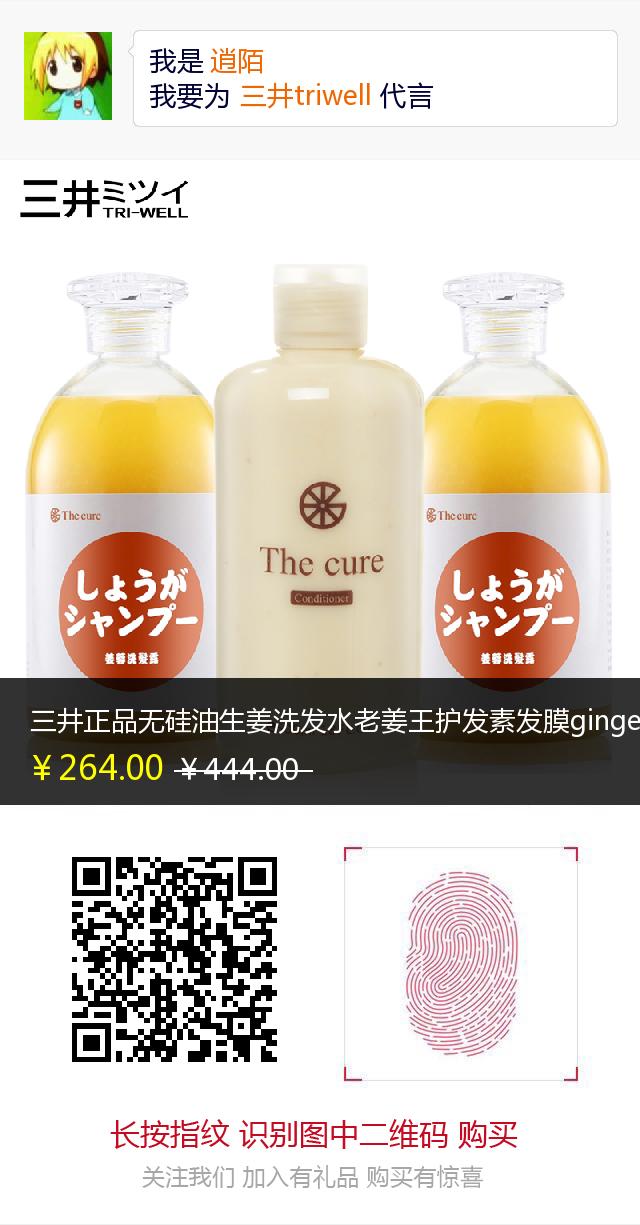 我是 逍陌
我要为 三井triwell 代言
三井ミツイ
TRI-WELL
The cure
しょうが
シャンプー
姜萄洗髮露
The cure
Conditioner
The cure
しょうが
シャンプー
姜萄洗髮露
三井正品无硅油生姜洗发水老姜王护发素发膜ginge
￥264.00 ￥444.00
长按指纹 识别图中二维码 购买
关注我们 加入有礼品 购买有惊喜